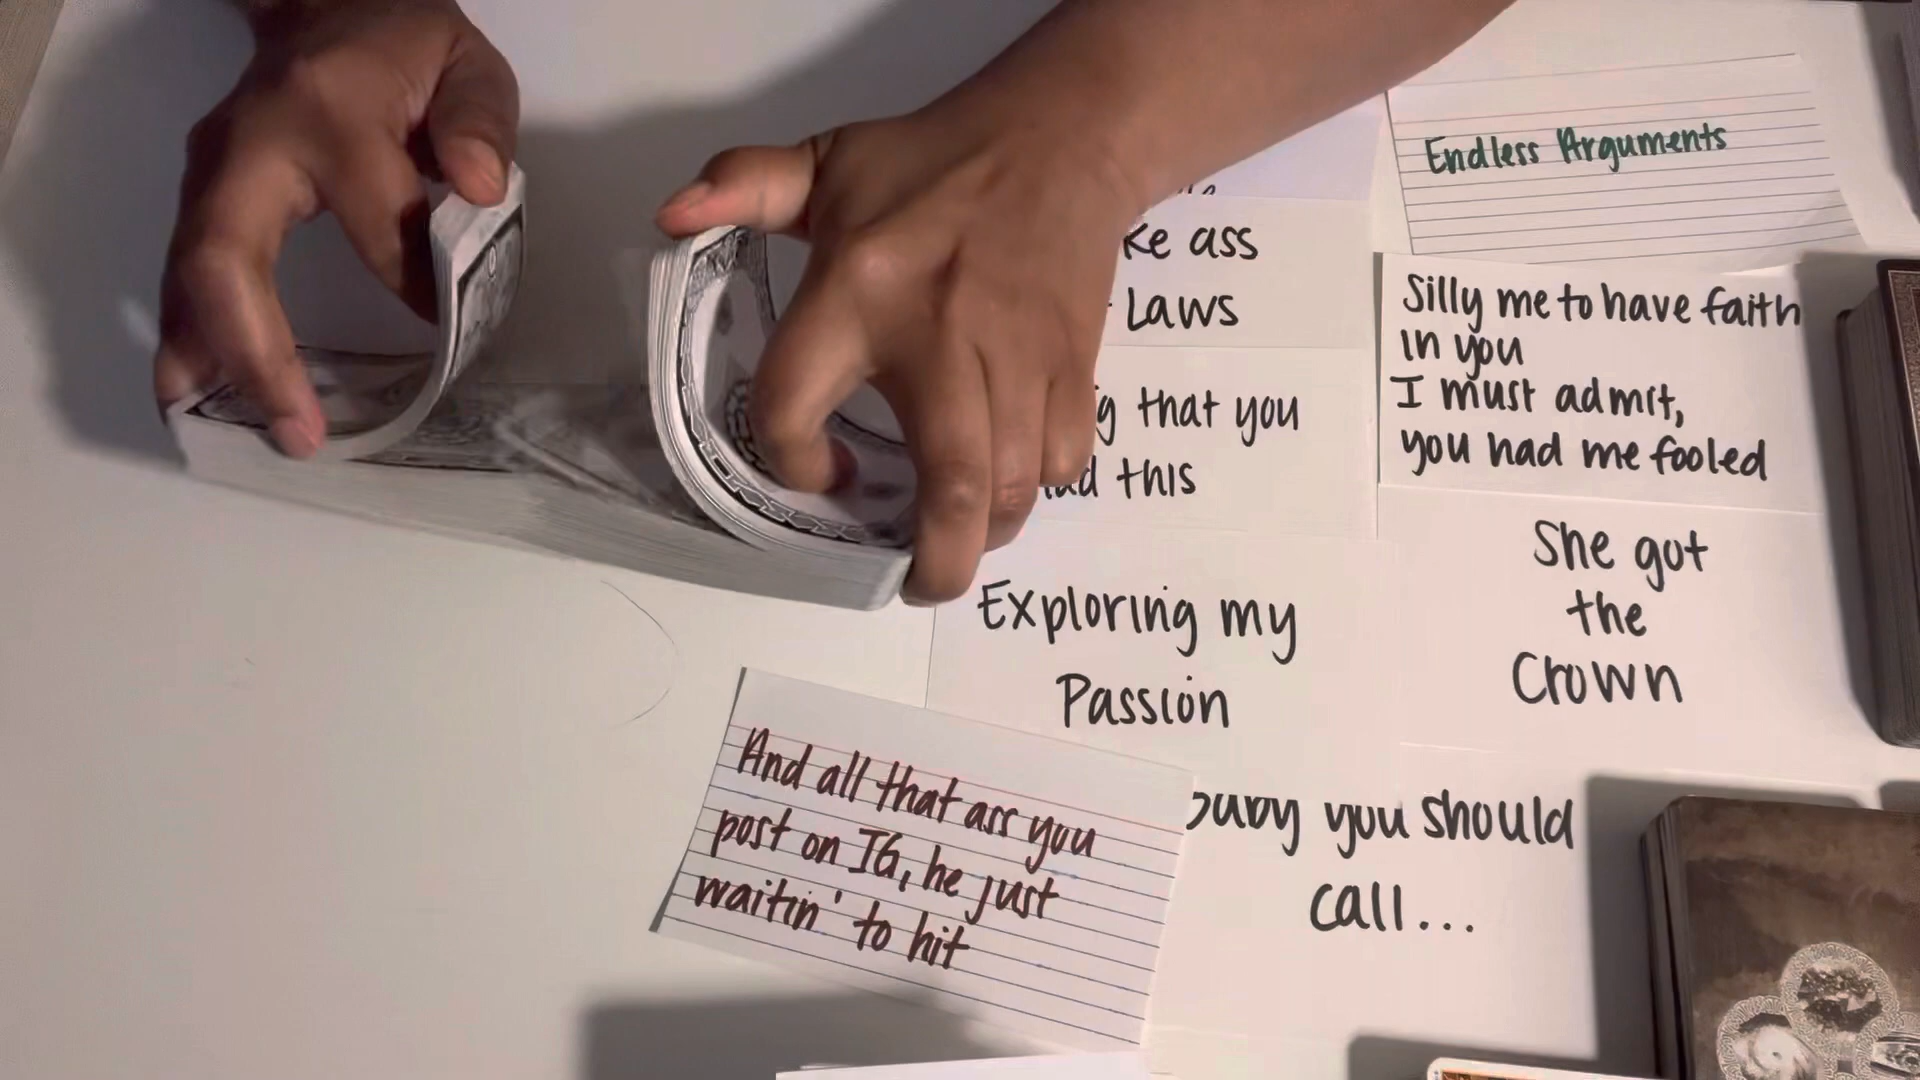 Endless Arguments
ass
Laws
that you
this
Silly me to have faith
in you
I must admit,
you had me fooled
She got
the
Crown
Exploring my
Passion
And all that ass you
post on IG, he just
waitin' to hit
you should
call...